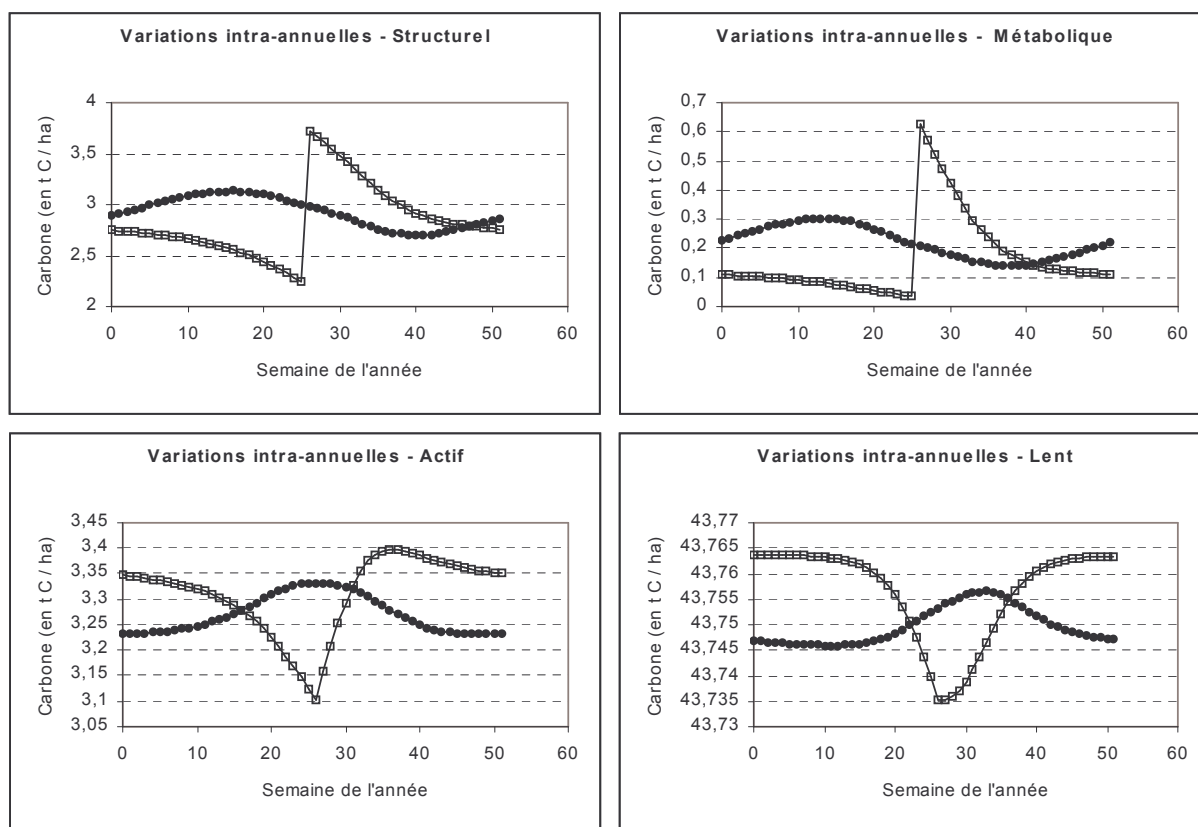 Variations intra-annuelles - Structurel
Carbone (en t C / ha)
4
3,5
3
2,5
2
0 10 20 30 40 50 60
Semaine de l'année
Variations intra-annuelles - Métabolique
Carbone (en t C / ha)
0,7
0,6
0,5
0,4
0,3
0,2
0,1
0
0 10 20 30 40 50 60
Semaine de l'année
Variations intra-annuelles - Actif
Carbone (en t C / ha)
3,45
3,4
3,35
3,3
3,25
3,2
3,15
3,1
3,05
0 10 20 30 40 50 60
Semaine de l'année
Variations intra-annuelles - Lent
Carbone (en t C / ha)
43,77
43,765
43,76
43,755
43,75
43,745
43,74
43,735
43,73
0 10 20 30 40 50 60
Semaine de l'année